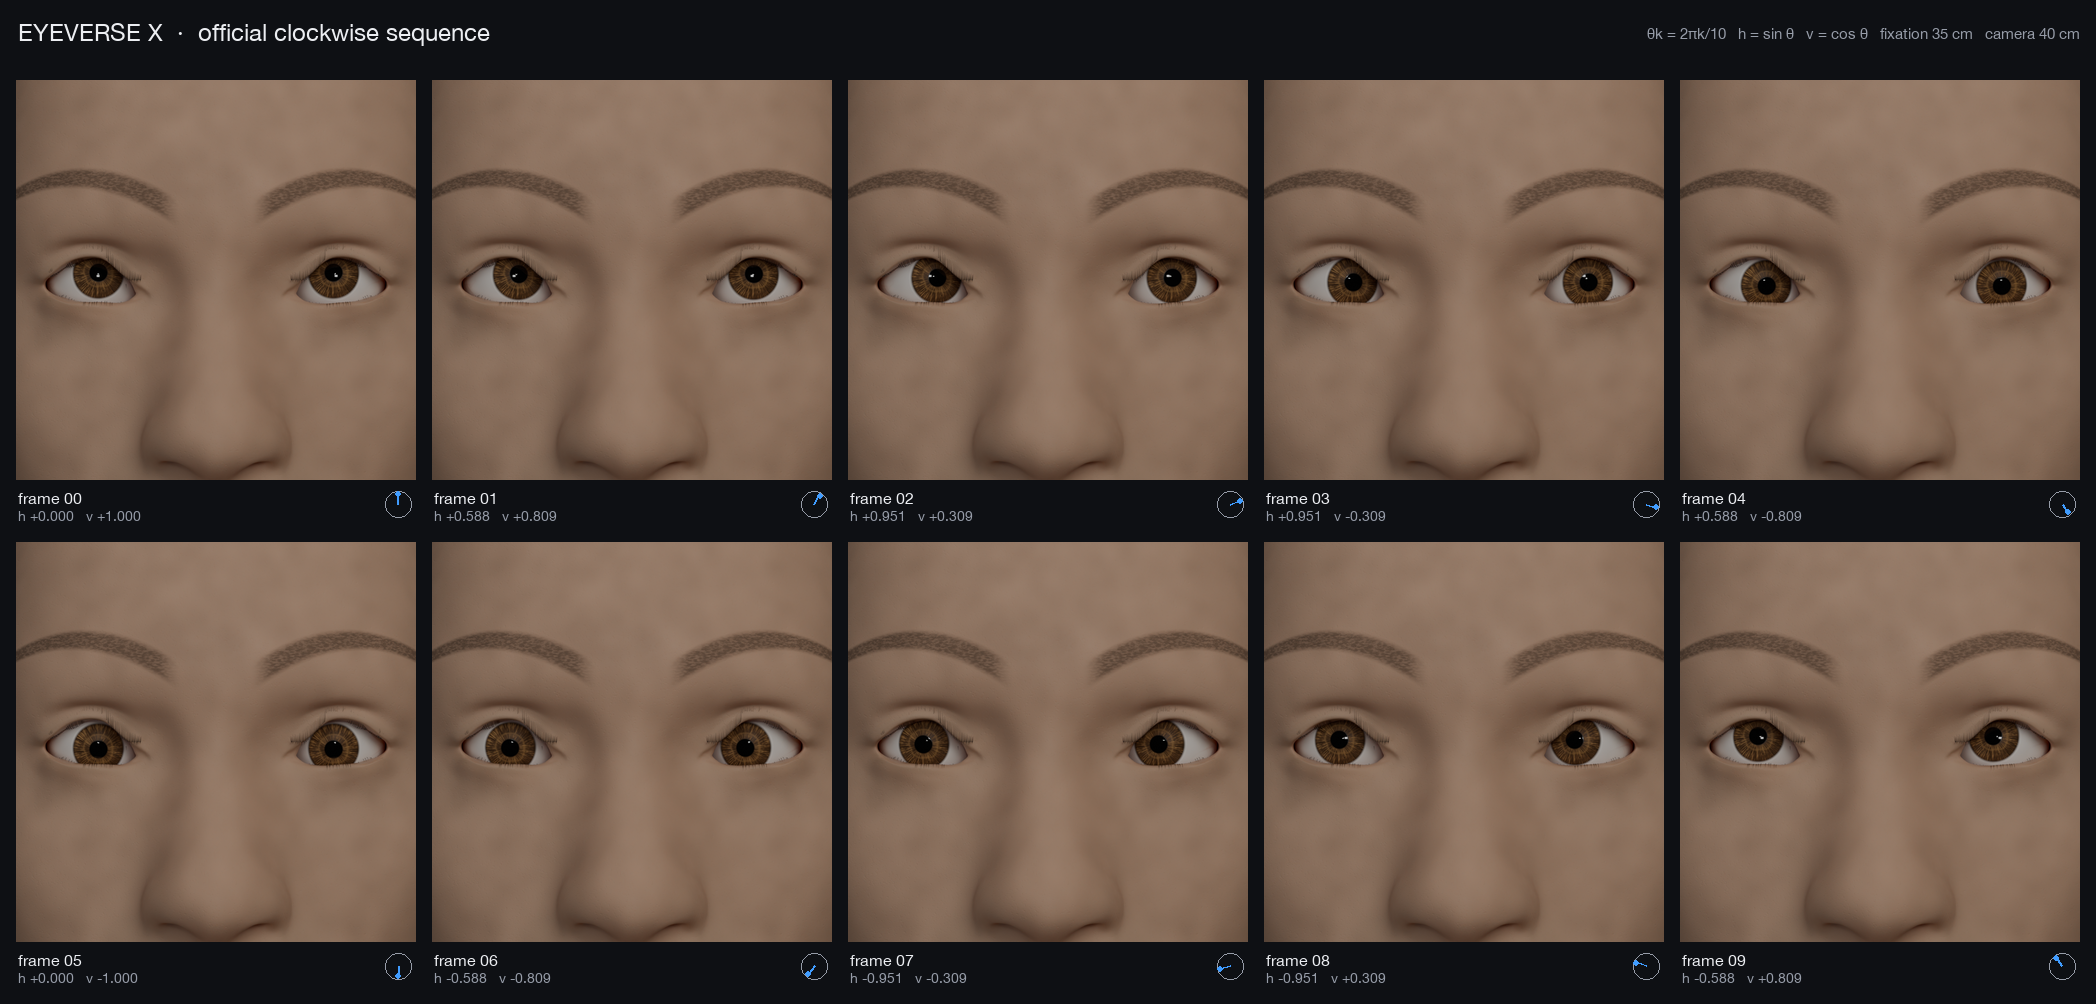 EYEVERSE X · official clockwise sequence
θk = 2πk/10 h = sin θ v = cos θ fixation 35 cm camera 40 cm
frame 00
h +0.000 v +1.000
frame 01
h +0.588 v +0.809
frame 02
h +0.951 v +0.309
frame 03
h +0.951 v -0.309
frame 04
h +0.588 v -0.809
frame 05
h +0.000 v -1.000
frame 06
h -0.588 v -0.809
frame 07
h -0.951 v -0.309
frame 08
h -0.951 v +0.309
frame 09
h -0.588 v +0.809